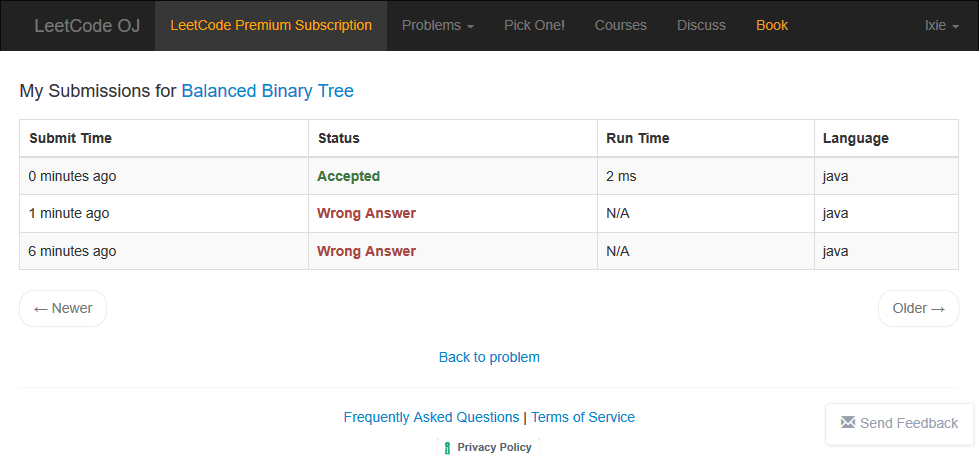 LeetCode OJ LeetCode Premium Subscription Problems Pick One! Courses Discuss Book lxie
My Submissions for Balanced Binary Tree
Submit Time Status Run Time Language
0 minutes ago Accepted 2 ms java
1 minute ago Wrong Answer N/A java
6 minutes ago Wrong Answer N/A java
← Newer Older →
Back to problem
Frequently Asked Questions | Terms of Service
Send Feedback
Privacy Policy